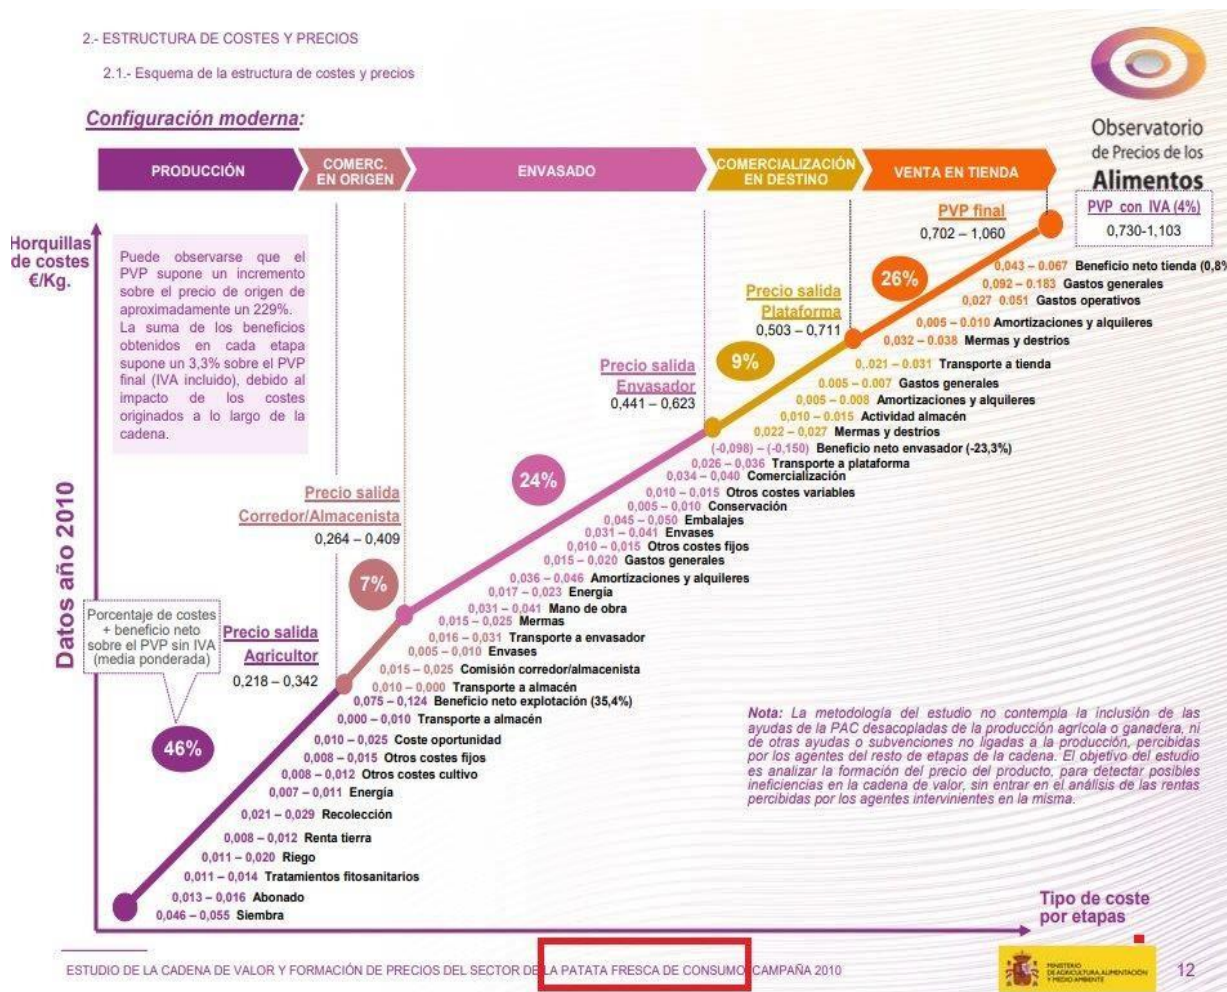 2.- ESTRUCTURA DE COSTES Y PRECIOS
2.1.- Esquema de la estructura de costes y precios
Configuración moderna:
Observatorio
de Precios de los
Alimentos
PRODUCCIÓN
COMERC.
EN ORIGEN
ENVASADO
COMERCIALIZACIÓN
EN DESTINO
VENTA EN TIENDA
PVP con IVA (4%)
0,730-1,103
PVP final
0,702 – 1,060
Horquillas
de costes
€/Kg.
Puede observarse que el
PVP supone un incremento
sobre el precio de origen de
aproximadamente un 229%.
La suma de los beneficios
obtenidos en cada etapa
supone un 3,3% sobre el PVP
final (IVA incluido), debido al
impacto de los costes
originados a lo largo de la
cadena.
26%
0,043 – 0.067 Beneficio neto tienda (0,8%
0,092 – 0.183 Gastos generales
0,027 0.051 Gastos operativos
0,005 – 0.010 Amortizaciones y alquileres
0,032 – 0.038 Mermas y destríos
Precio salida
Plataforma
0,503 – 0,711
9%
0,.021 – 0.031 Transporte a tienda
0.005 – 0.007 Gastos generales
0,005 – 0.008 Amortizaciones y alquileres
0,010 – 0.015 Actividad almacén
0,022 – 0,027 Mermas y destríos
Precio salida
Envasador
0,441 – 0,623
24%
(-0,098) – (-0,150) Beneficio neto envasador (-23,3%)
0,026 – 0,036 Transporte a plataforma
0,034 – 0,040 Comercialización
0,010 – 0,015 Otros costes variables
0,005 – 0,010 Conservación
0,045 – 0,050 Embalajes
0,031 – 0,041 Envases
0,010 – 0,015 Otros costes fijos
0,015 – 0,020 Gastos generales
0,036 – 0,046 Amortizaciones y alquileres
0,017 – 0,023 Energía
0,031 – 0,041 Mano de obra
0,015 – 0,025 Mermas
Precio salida
Corredor/Almacenista
0,264 – 0,409
7%
0,016 – 0,031 Transporte a envasador
0,005 – 0,010 Envases
0,015 – 0,025 Comisión corredor/almacenista
0,010 – 0,000 Transporte a almacén
Datos año 2010
Porcentaje de costes
+ beneficio neto
sobre el PVP sin IVA
(media ponderada)
Precio salida
Agricultor
0,218 – 0,342
46%
0,075 – 0,124 Beneficio neto explotación (35,4%)
0,000 – 0,010 Transporte a almacén
0,010 – 0,025 Coste oportunidad
0,008 – 0,015 Otros costes fijos
0,008 – 0,012 Otros costes cultivo
0,007 – 0,011 Energía
0,021 – 0,029 Recolección
0,008 – 0,012 Renta tierra
0,011 – 0,020 Riego
0,011 – 0,014 Tratamientos fitosanitarios
0,013 – 0,016 Abonado
0,046 – 0,055 Siembra
Nota: La metodología del estudio no contempla la inclusión de las
ayudas de la PAC desacopladas de la producción agrícola o ganadera, ni
de otras ayudas o subvenciones no ligadas a la producción, percibidas
por los agentes del resto de etapas de la cadena. El objetivo del estudio
es analizar la formación del precio del producto, para detectar posibles
ineficiencias en la cadena de valor, sin entrar en el análisis de las rentas
percibidas por los agentes intervinientes en la misma.
Tipo de coste
por etapas
ESTUDIO DE LA CADENA DE VALOR Y FORMACIÓN DE PRECIOS DEL SECTOR DE LA PATATA FRESCA DE CONSUMO CAMPAÑA 2010
MINISTERIO
DE AGRICULTURA, ALIMENTACIÓN
Y MEDIO AMBIENTE
12